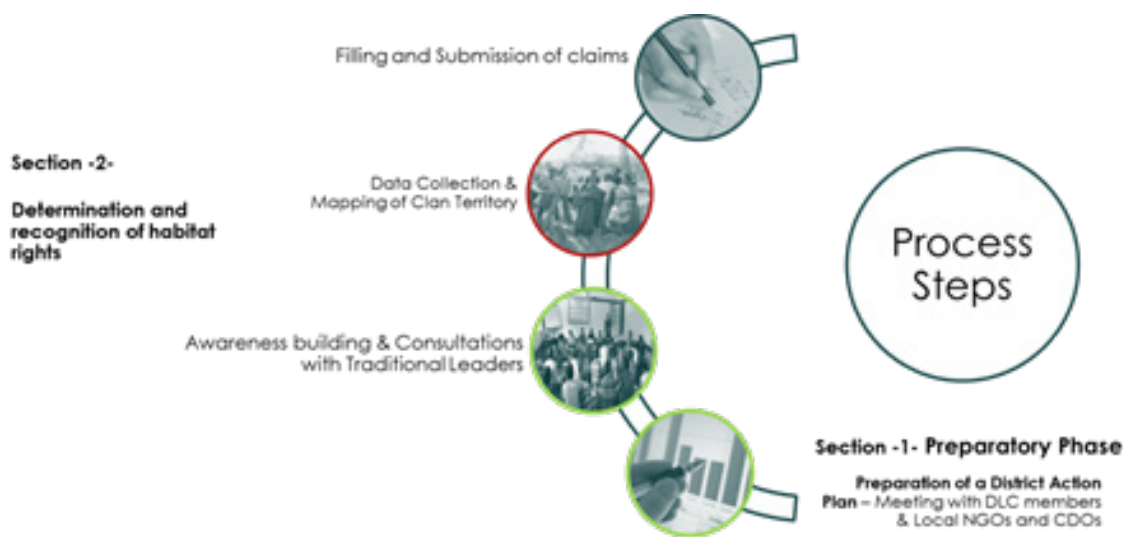 Filling and Submission of claims
Section -2-
Determination and
recognition of habitat
rights
Data Collection &
Mapping of Clan Territory
Process
Steps
Awareness building & Consultations
with Traditional Leaders
Section -1- Preparatory Phase
Preparation of a District Action
Plan – Meeting with DLC members
& Local NGOs and CDOs